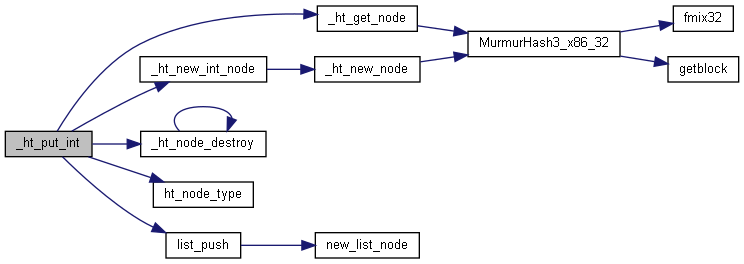 _ht_put_int
_ht_get_node
_ht_new_int_node
_ht_new_node
_ht_node_destroy
ht_node_type
list_push
new_list_node
MurmurHash3_x86_32
fmix32
getblock